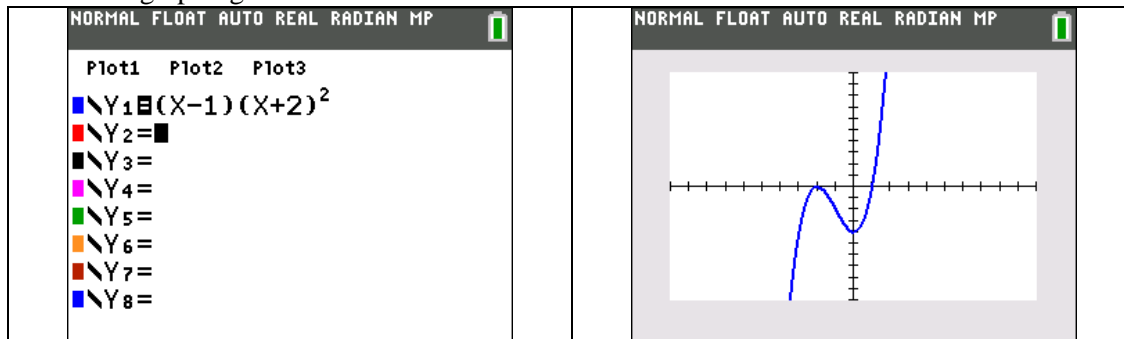 NORMAL FLOAT AUTO REAL RADIAN MP
Plot1 Plot2 Plot3
\Y₁=(X-1)(X+2)²
\Y₂=
\Y₃=
\Y₄=
\Y₅=
\Y₆=
\Y₇=
\Y₈=
NORMAL FLOAT AUTO REAL RADIAN MP